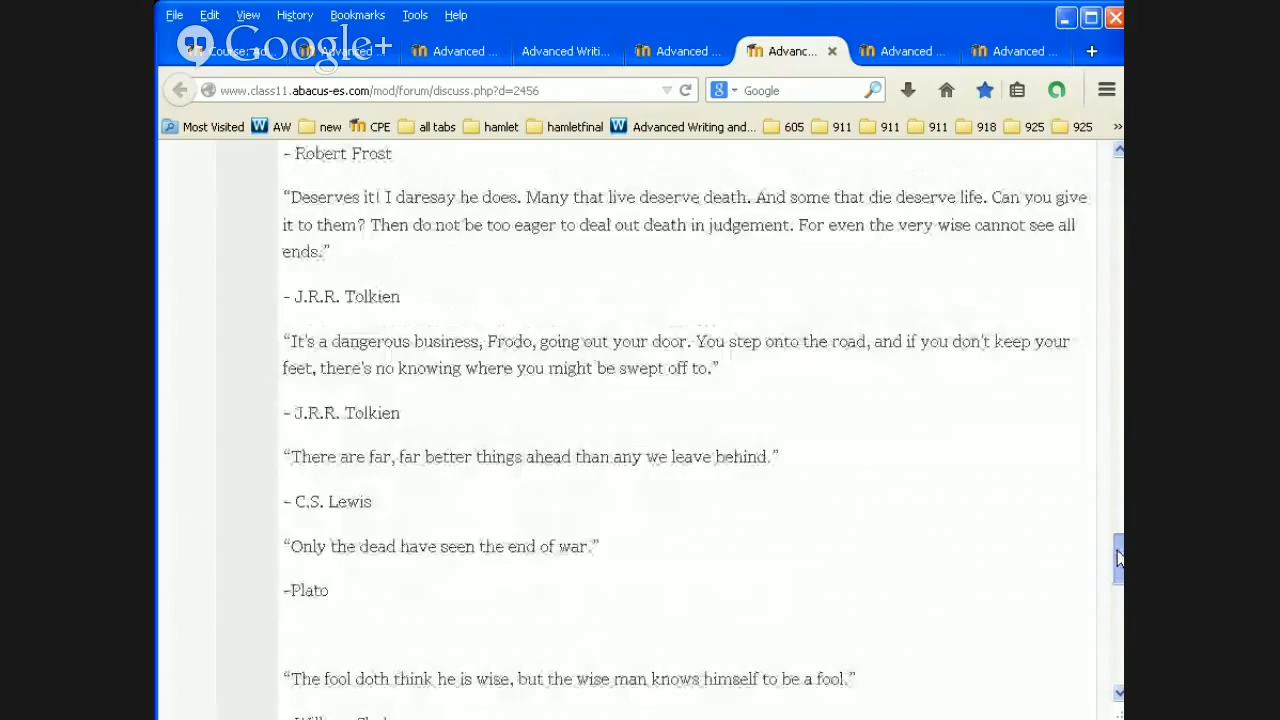 File Edit View History Bookmarks Tools Help
Google+
Advanced ... Advanced Writi... Advanced ... Advanc... Advanced ... Advanced ...
www.class11.abacus-es.com/mod/forum/discuss.php?d=2456 Google
Most Visited AW new CPE all tabs hamlet hamletfinal Advanced Writing and... 605 911 911 911 918 925 925 »
- Robert Frost
“Deserves it! I daresay he does. Many that live deserve death. And some that die deserve life. Can you give
it to them? Then do not be too eager to deal out death in judgement. For even the very wise cannot see all
ends.”
- J.R.R. Tolkien
“It's a dangerous business, Frodo, going out your door. You step onto the road, and if you don't keep your
feet, there's no knowing where you might be swept off to.”
- J.R.R. Tolkien
“There are far, far better things ahead than any we leave behind.”
- C.S. Lewis
“Only the dead have seen the end of war.”
-Plato
“The fool doth think he is wise, but the wise man knows himself to be a fool.”